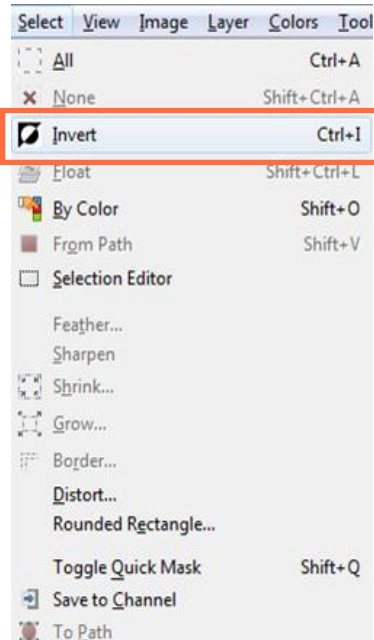 Select View Image Layer Colors Tool
All Ctrl+A
None Shift+Ctrl+A
Invert Ctrl+I
Float Shift+Ctrl+L
By Color Shift+O
From Path Shift+V
Selection Editor
Feather...
Sharpen
Shrink...
Grow...
Border...
Distort...
Rounded Rectangle...
Toggle Quick Mask Shift+Q
Save to Channel
To Path